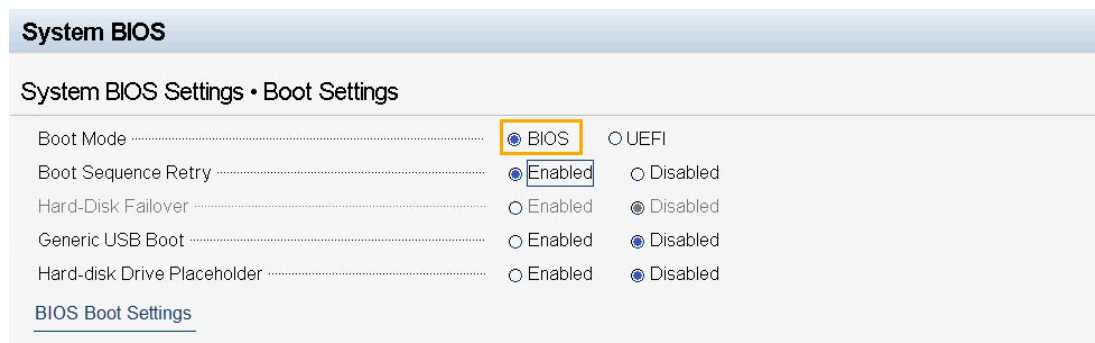 System BIOS
System BIOS Settings • Boot Settings
Boot Mode BIOS UEFI
Boot Sequence Retry Enabled Disabled
Hard-Disk Failover Enabled Disabled
Generic USB Boot Enabled Disabled
Hard-disk Drive Placeholder Enabled Disabled
BIOS Boot Settings